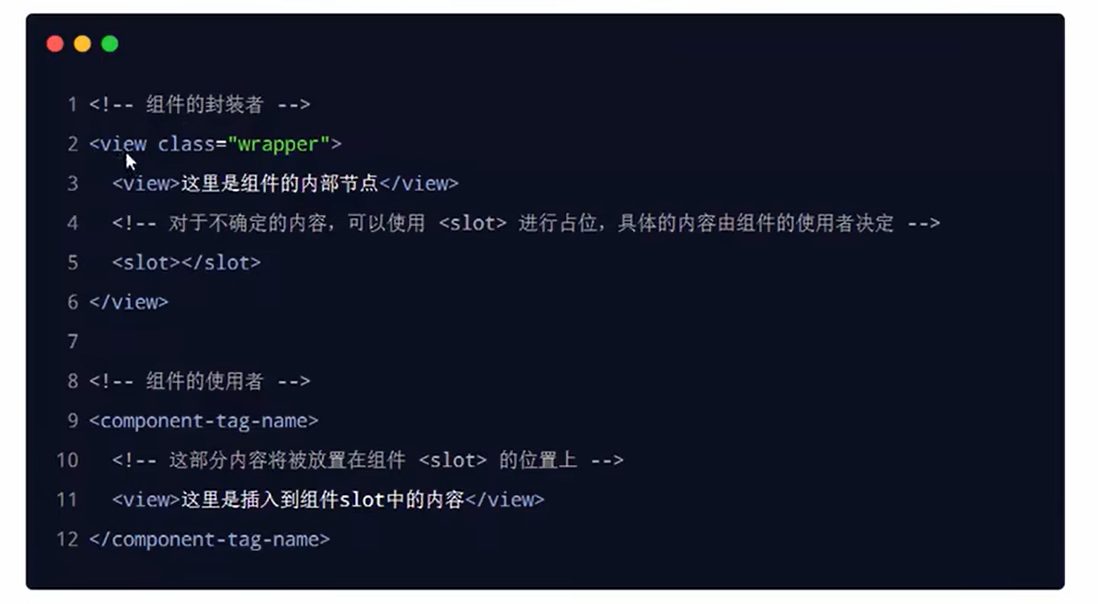 1 <!-- 组件的封装者 -->
2 <view class="wrapper">
3 <view>这里是组件的内部节点</view>
4 <!-- 对于不确定的内容，可以使用 <slot> 进行占位，具体的内容由组件的使用者决定 -->
5 <slot></slot>
6 </view>
7
8 <!-- 组件的使用者 -->
9 <component-tag-name>
10 <!-- 这部分内容将被放置在组件 <slot> 的位置上 -->
11 <view>这里是插入到组件slot中的内容</view>
12 </component-tag-name>